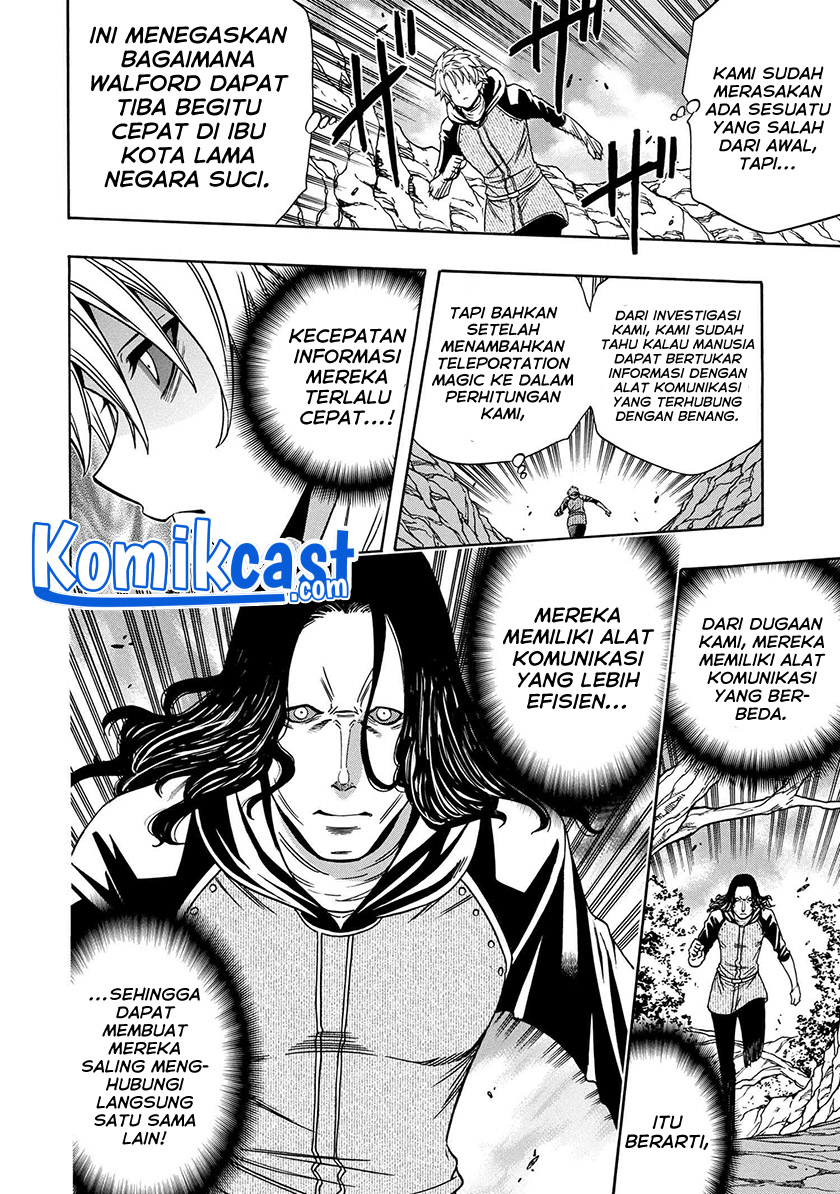 KAMI SUDAH
MERASAKAN
ADA SESUATU
YANG SALAH
DARI AWAL,
TAPI...
INI MENEGASKAN
BAGAIMANA
WALFORD DAPAT
TIBA BEGITU
CEPAT DI IBU
KOTA LAMA
NEGARA SUCI.
DARI INVESTIGASI
KAMI, KAMI SUDAH
TAHU KALAU MANUSIA
DAPAT BERTUKAR
INFORMASI DENGAN
ALAT KOMUNIKASI
YANG TERHUBUNG
DENGAN BENANG.
TAPI BAHKAN
SETELAH
MENAMBAHKAN
TELEPORTATION
MAGIC KE DALAM
PERHITUNGAN
KAMI,
KECEPATAN
INFORMASI
MEREKA
TERLALU
CEPAT...!
Komikcast
.com
DARI DUGAAN
KAMI, MEREKA
MEMILIKI ALAT
KOMUNIKASI
YANG BER-
BEDA.
ITU
BERARTI,
MEREKA
MEMILIKI ALAT
KOMUNIKASI
YANG LEBIH
EFISIEN...
...SEHINGGA
DAPAT
MEMBUAT
MEREKA
SALING MENG-
HUBUNGI
LANGSUNG
SATU SAMA
LAIN!